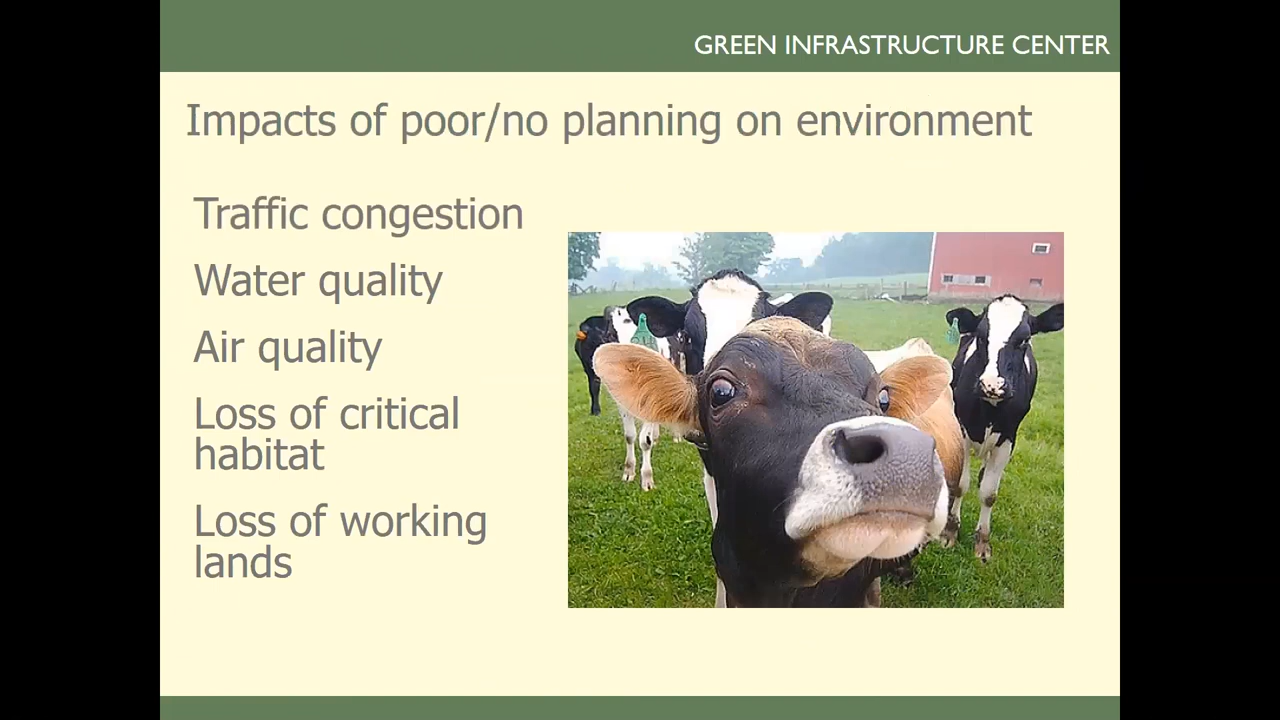 GREEN INFRASTRUCTURE CENTER
Impacts of poor/no planning on environment
Traffic congestion
Water quality
Air quality
Loss of critical
habitat
Loss of working
lands